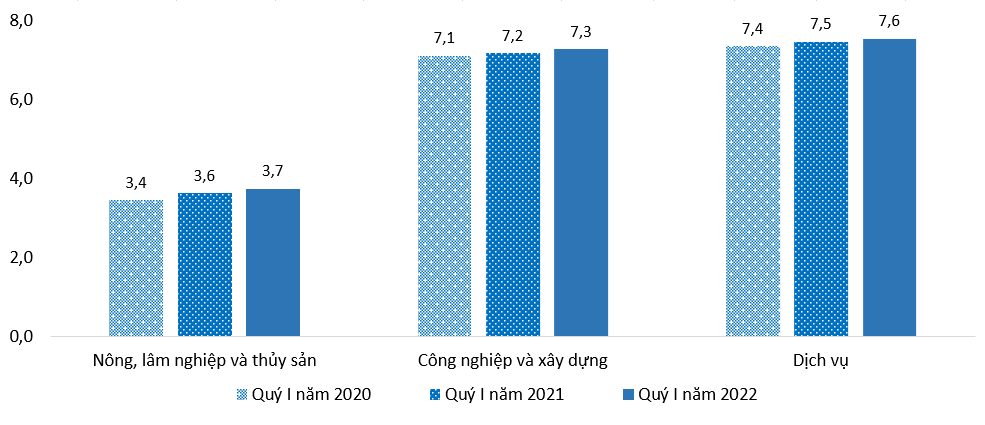 8,0
6,0
4,0
2,0
0,0
3,4
3,6
3,7
7,1
7,2
7,3
7,4
7,5
7,6
Nông, lâm nghiệp và thủy sản
Công nghiệp và xây dựng
Dịch vụ
Quý I năm 2020
Quý I năm 2021
Quý I năm 2022